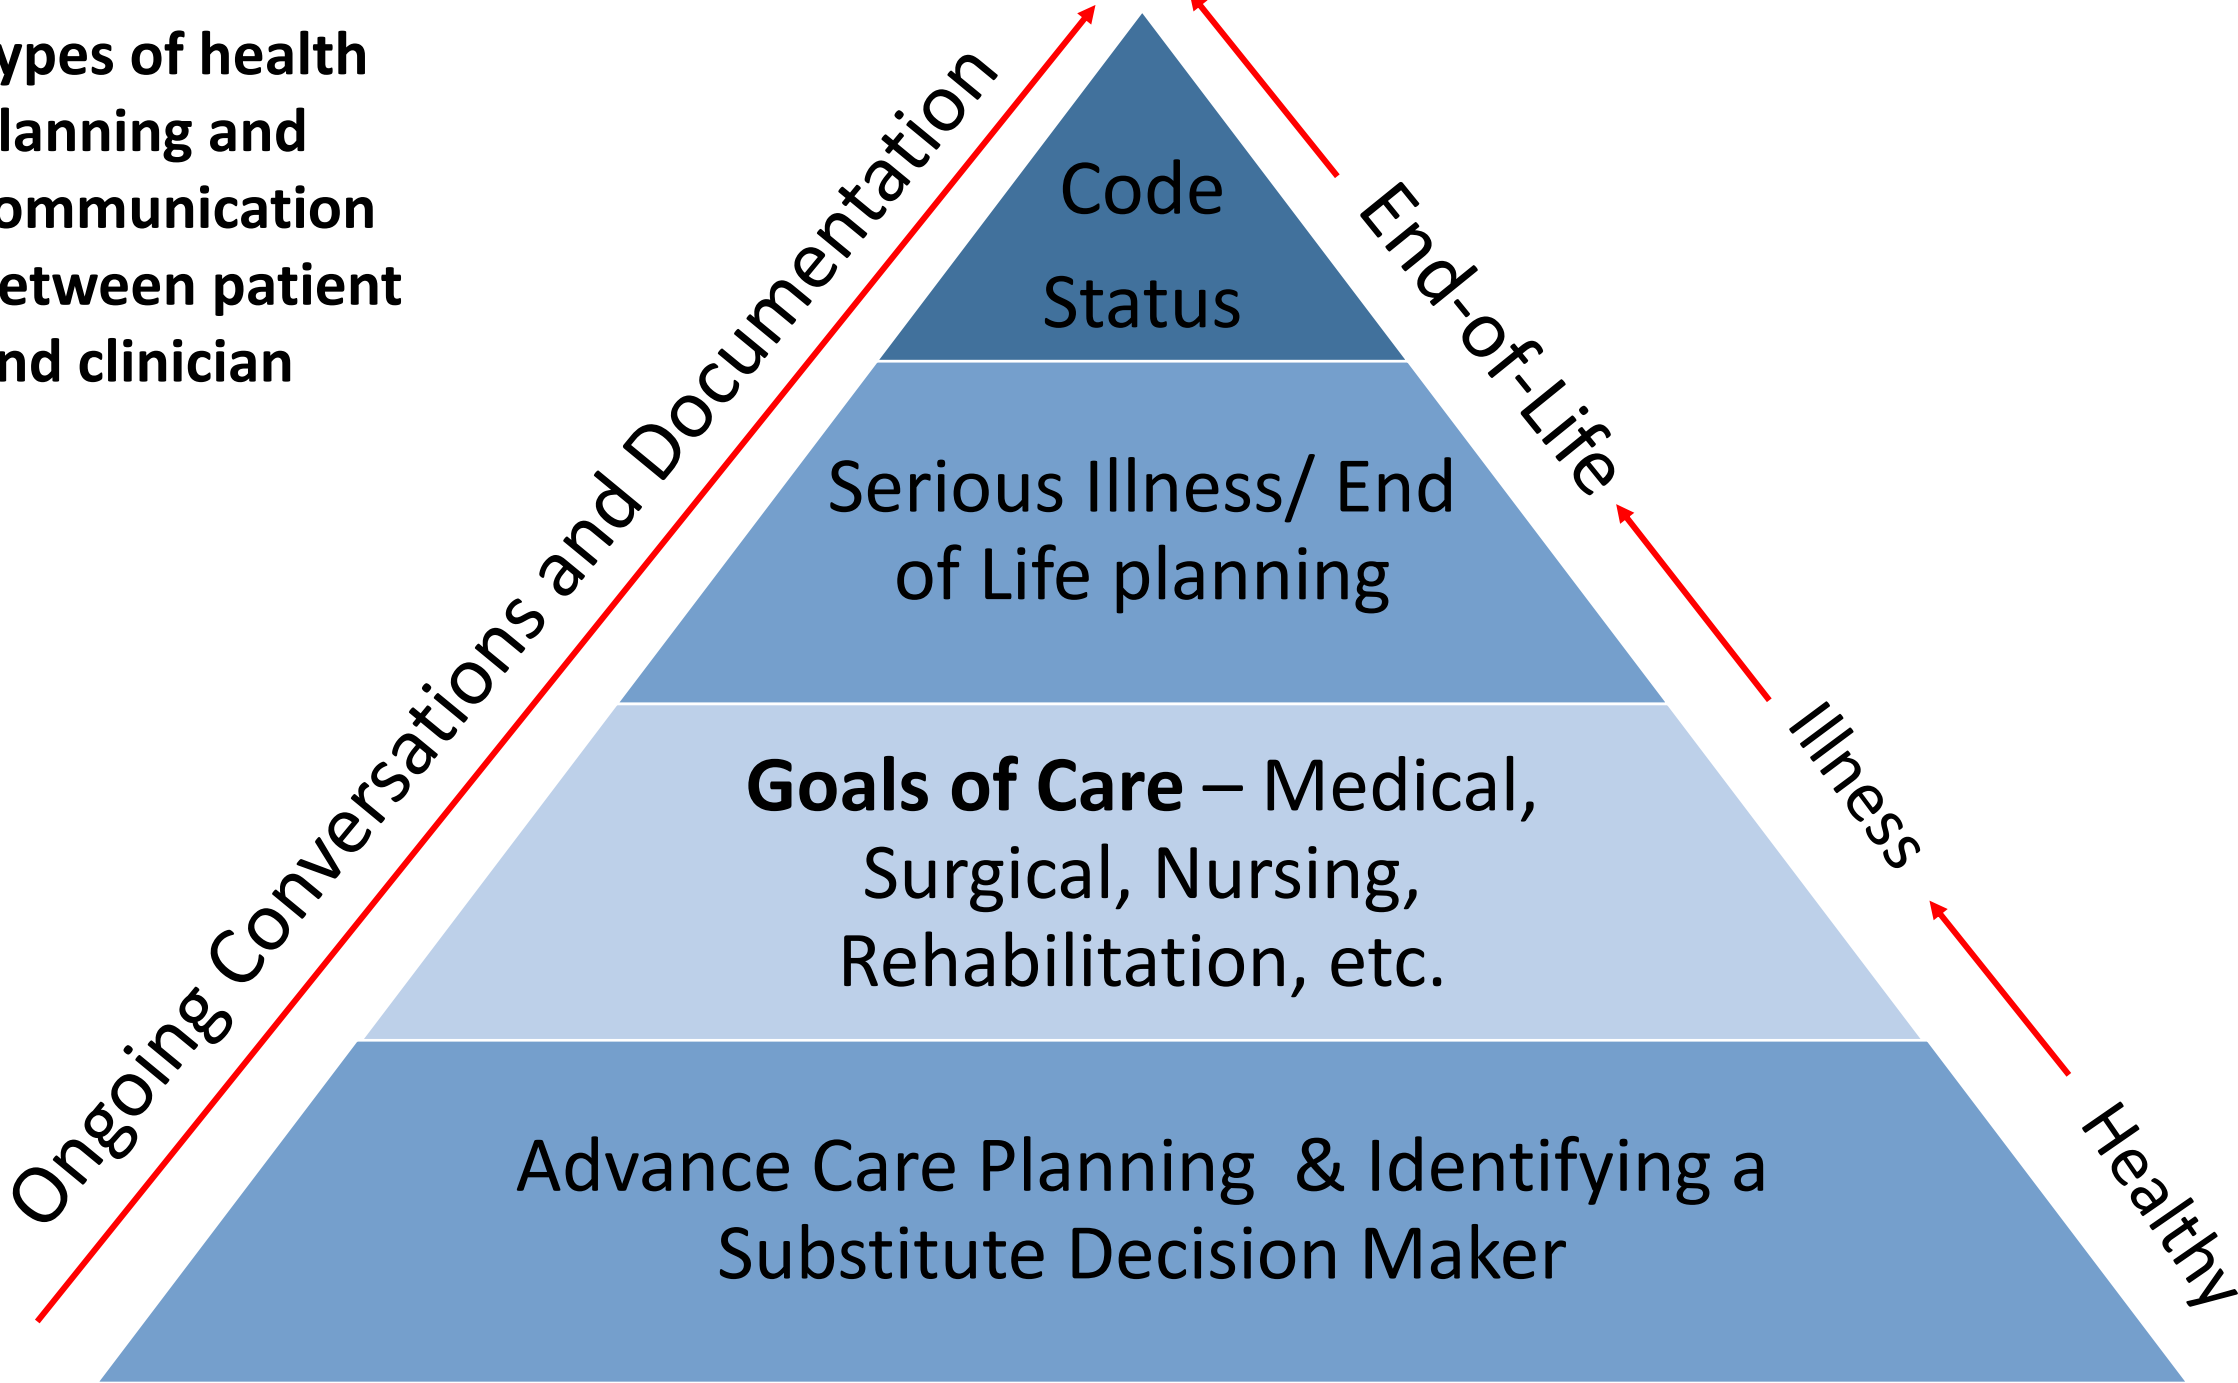 ypes of health
lanning and
ommunication
etween patient
nd clinician
Ongoing Conversations and Documentation
Code
Status
Serious Illness/ End
of Life planning
Goals of Care – Medical,
Surgical, Nursing,
Rehabilitation, etc.
Advance Care Planning  & Identifying a
Substitute Decision Maker
End-of-Life
Illness
Healthy